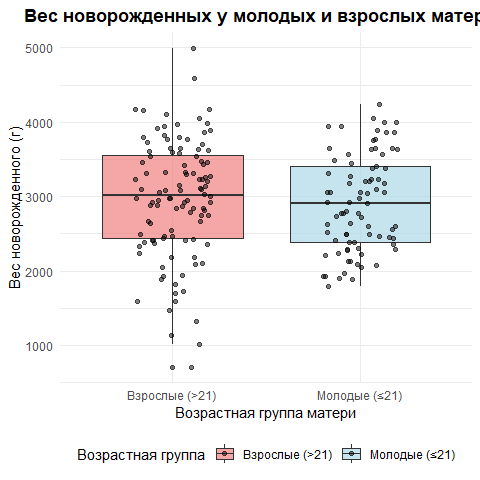 Вес новорожденных у молодых и взрослых матер
5000
4000
3000
2000
1000
Вес новорожденного (г)
Взрослые (>21) Молодые (≤21)
Возрастная группа матери
Возрастная группа Взрослые (>21) Молодые (≤21)